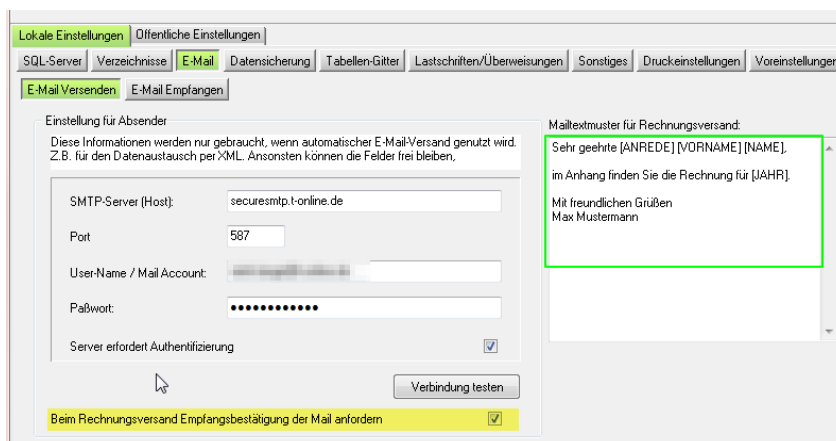 Lokale Einstellungen Öffentliche Einstellungen
SQL-Server Verzeichnisse E-Mail Datensicherung Tabellen-Gitter Lastschriften/Überweisungen Sonstiges Druckeinstellungen Voreinstellungen
E-Mail Versenden E-Mail Empfangen
Einstellung für Absender
Mailtextmuster für Rechnungsversand:
Diese Informationen werden nur gebraucht, wenn automatischer E-Mail-Versand genutzt wird.
Z.B. für den Datenaustausch per XML. Ansonsten können die Felder frei bleiben,
Sehr geehrte [ANREDE] [VORNAME] [NAME],
im Anhang finden Sie die Rechnung für [JAHR].
Mit freundlichen Grüßen
Max Mustermann
SMTP-Server (Host): securesmtp.t-online.de
Port 587
User-Name / Mail Account:
Paßwort: ●●●●●●●●●●●●
Server erfordert Authentifizierung
Verbindung testen
Beim Rechnungsversand Empfangsbestätigung der Mail anfordern